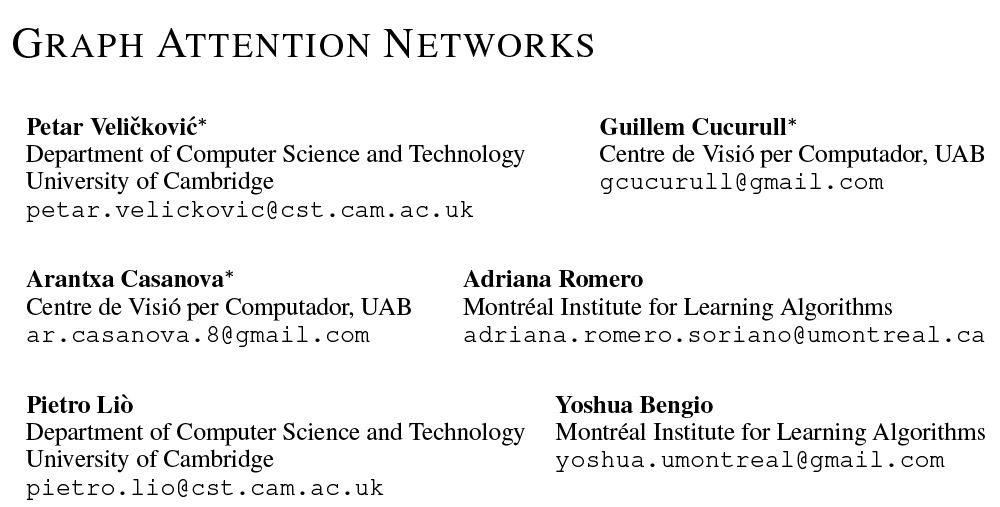 GRAPH ATTENTION NETWORKS
Petar Veličković*
Department of Computer Science and Technology
University of Cambridge
petar.velickovic@cst.cam.ac.uk
Guillem Cucurull*
Centre de Visió per Computador, UAB
gcucurull@gmail.com
Arantxa Casanova*
Centre de Visió per Computador, UAB
ar.casanova.8@gmail.com
Adriana Romero
Montréal Institute for Learning Algorithms
adriana.romero.soriano@umontreal.ca
Pietro Liò
Department of Computer Science and Technology
University of Cambridge
pietro.lio@cst.cam.ac.uk
Yoshua Bengio
Montréal Institute for Learning Algorithms
yoshua.umontreal@gmail.com